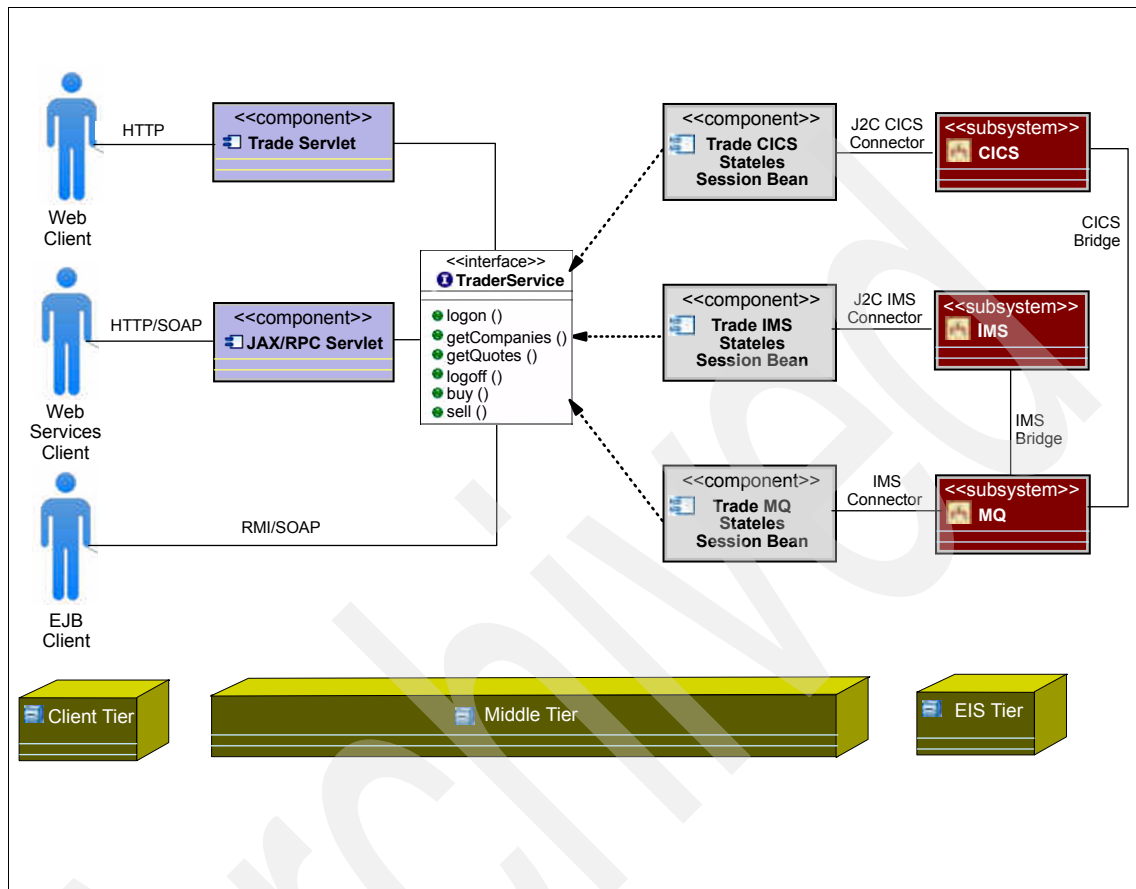 HTTP
Web
Client
<<component>>
Trade Servlet
<<component>>
Trade CICS
Stateles
Session Bean
J2C CICS
Connector
<<subsystem>>
CICS
CICS
Bridge
HTTP/SOAP
Web
Services
Client
<<component>>
JAX/RPC Servlet
<<interface>>
TraderService
logon ()
getCompanies ()
getQuotes ()
logoff ()
buy ()
sell ()
<<component>>
Trade IMS
Stateles
Session Bean
J2C IMS
Connector
<<subsystem>>
IMS
IMS
Bridge
RMI/SOAP
EJB
Client
<<component>>
Trade MQ
Stateles
Session Bean
IMS
Connector
<<subsystem>>
MQ
Client Tier
Middle Tier
EIS Tier
Archived